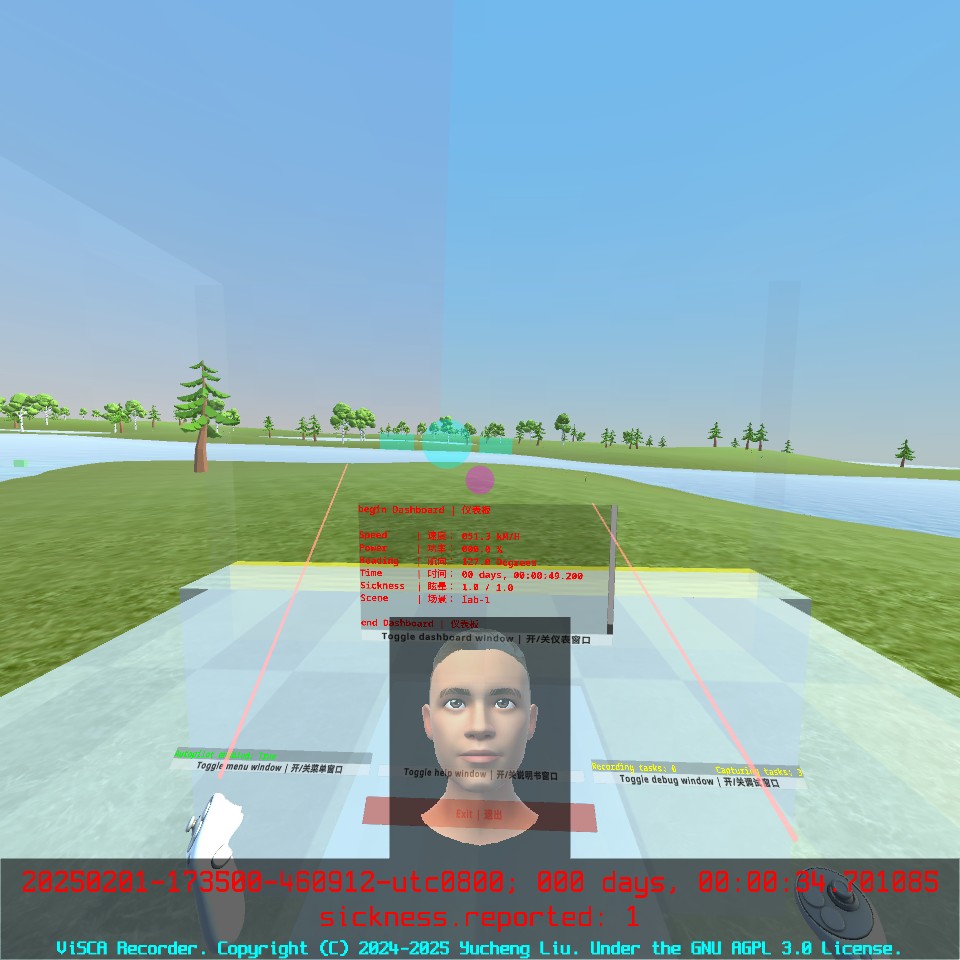 begin Dashboard | 仪表板
Speed | 速度: 051.3 kM/H
Power | 功率: 000.0 %
Heading | 航向: 127.0 Degrees
Time | 时间: 00 days, 00:00:49.200
Sickness | 眩晕: 1.0 / 1.0
Scene | 场景: lab-1
end Dashboard | 仪表板
Toggle dashboard window | 开/关仪表窗口
Toggle menu window | 开/关菜单窗口
Toggle help window | 开/关说明书窗口
Recording tasks: 0 Capturing tasks: 3
Toggle debug window | 开/关调试窗口
Exit | 退出
20250201-173500-460912-utc0800; 000 days, 00:00:34.701085
sickness.reported: 1
ViSCA Recorder. Copyright (C) 2024-2025 Yucheng Liu. Under the GNU AGPL 3.0 License.